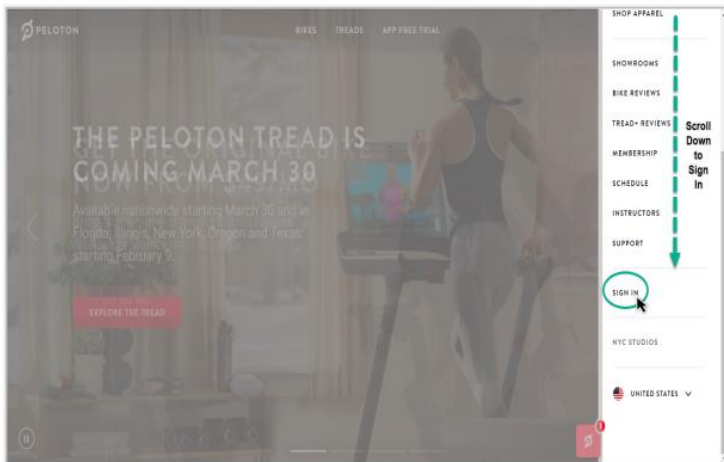 PELOTON
BIKES TREADS APP FREE TRIAL
THE PELOTON TREAD IS
COMING MARCH 30
Available nationwide starting March 30 and in
Florida, Illinois, New York, Oregon and Texas
starting February 9.
EXPLORE THE TREAD
SHOP APPAREL
SHOWROOMS
BIKE REVIEWS
TREAD+ REVIEWS
MEMBERSHIP
SCHEDULE
INSTRUCTORS
SUPPORT
SIGN IN
NYC STUDIOS
UNITED STATES
Scroll
Down
to
Sign
In